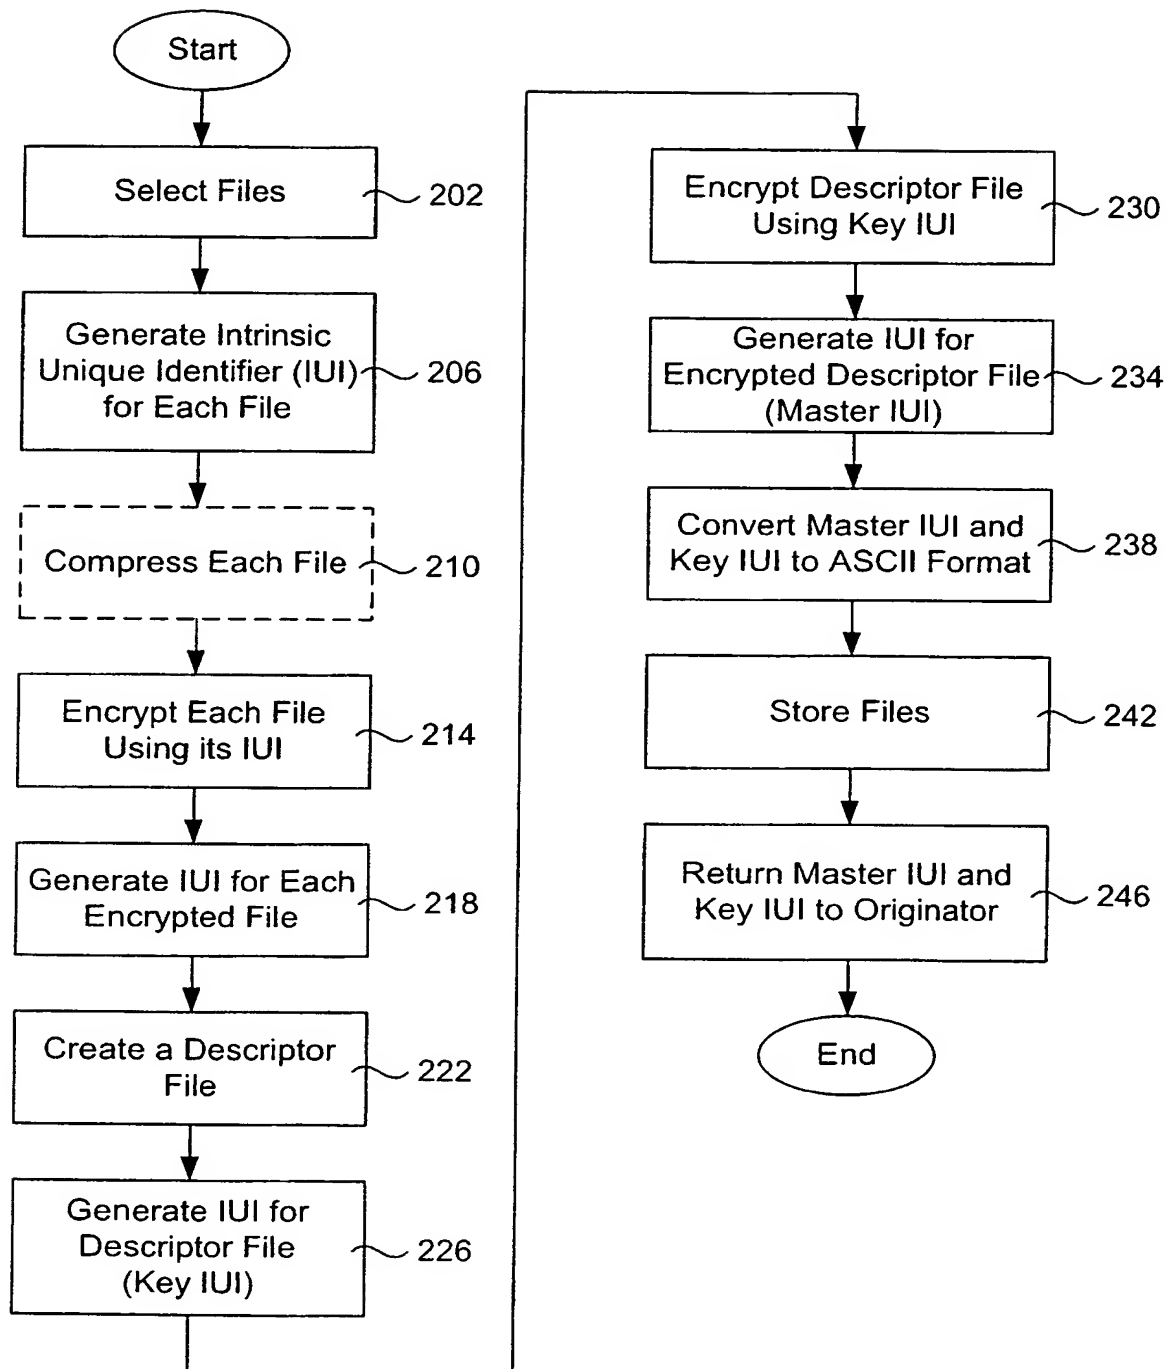 Start
Select Files
202
Generate Intrinsic
Unique Identifier (IUI)
for Each File
206
Compress Each File
210
Encrypt Each File
Using its IUI
214
Generate IUI for Each
Encrypted File
218
Create a Descriptor
File
222
Generate IUI for
Descriptor File
(Key IUI)
226
Encrypt Descriptor File
Using Key IUI
230
Generate IUI for
Encrypted Descriptor File
(Master IUI)
234
Convert Master IUI and
Key IUI to ASCII Format
238
Store Files
242
Return Master IUI and
Key IUI to Originator
246
End